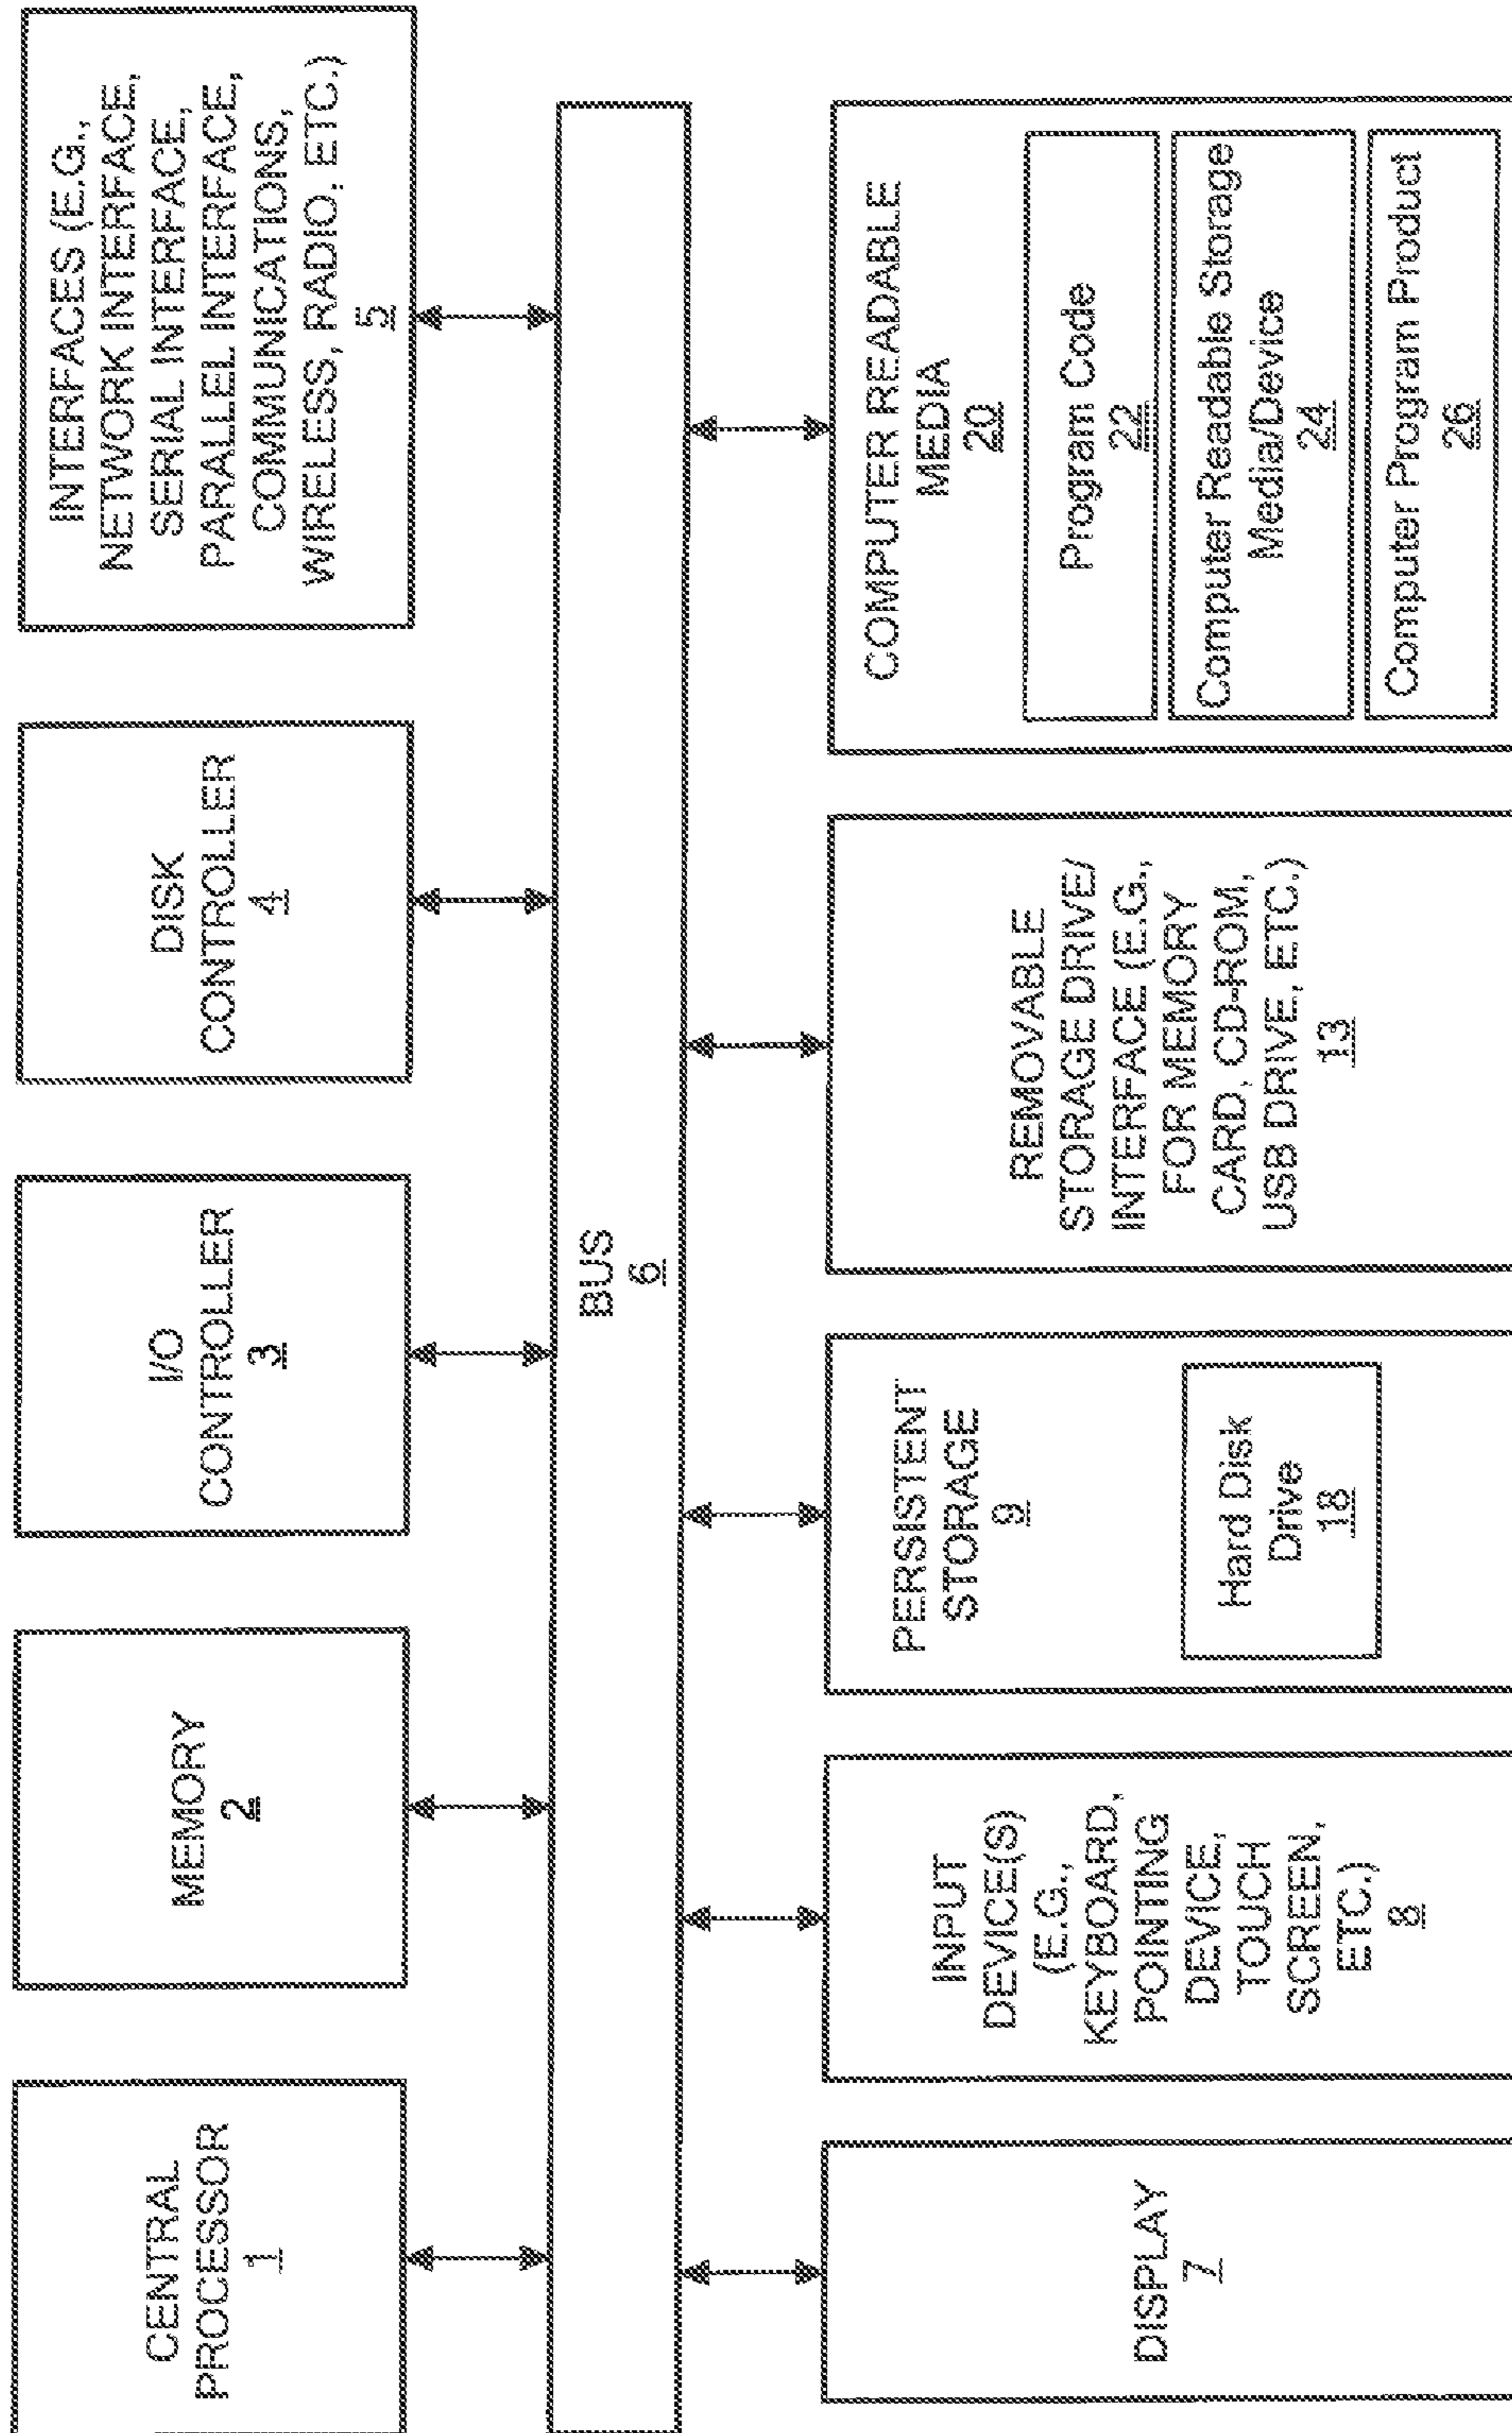 CENTRAL
PROCESSOR
1
MEMORY
2
I/O
CONTROLLER
3
DISK
CONTROLLER
4
INTERFACES (E.G.,
NETWORK INTERFACE,
SERIAL INTERFACE,
PARALLEL INTERFACE,
COMMUNICATIONS,
WIRELESS, RADIO, ETC.)
5
BUS
6
DISPLAY
7
INPUT
DEVICE(S)
(E.G.,
KEYBOARD,
POINTING
DEVICE,
TOUCH
SCREEN,
ETC.)
8
PERSISTENT
STORAGE
9
Hard Disk
Drive
18
REMOVABLE
STORAGE DRIVE/
INTERFACE (E.G.,
FOR MEMORY
CARD, CD-ROM,
USB DRIVE, ETC.)
13
COMPUTER READABLE
MEDIA
20
Program Code
22
Computer Readable Storage
Media/Device
24
Computer Program Product
26